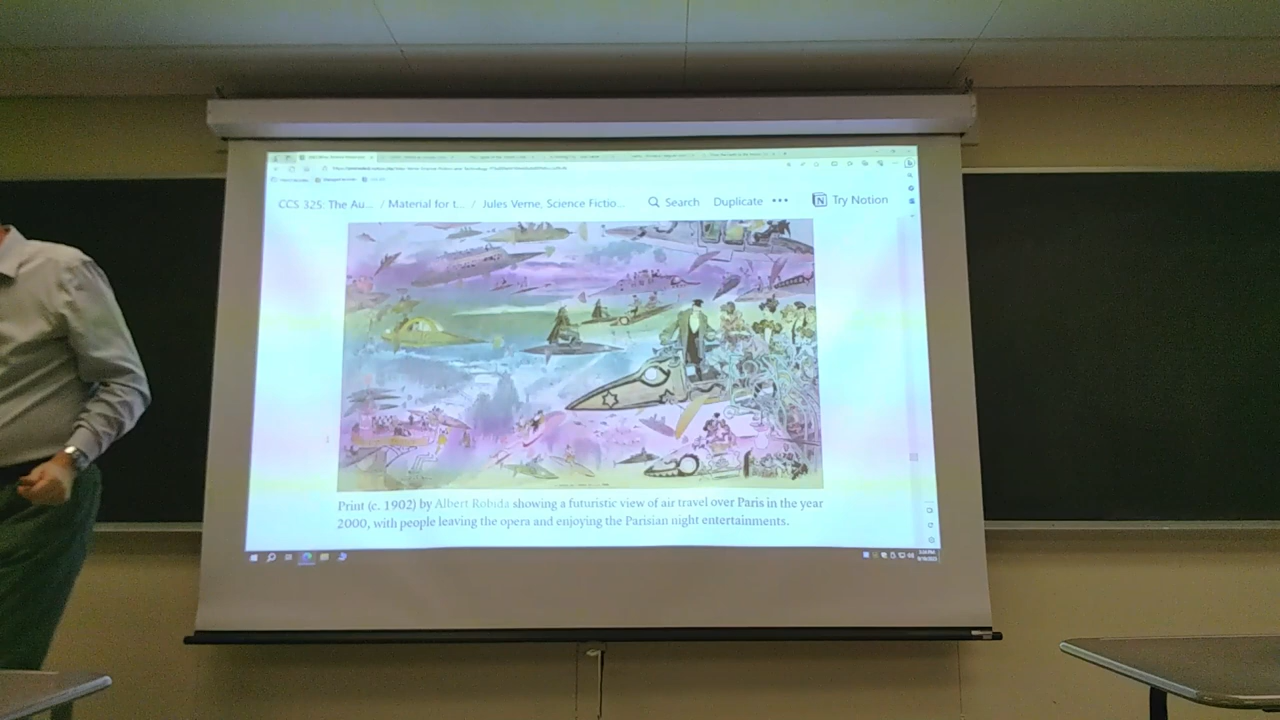 CCS 325: The Au... / Material for t... / Jules Verne, Science Fictio... Search Duplicate ••• Try Notion
Print (c. 1902) by Albert Robida showing a futuristic view of air travel over Paris in the year
2000, with people leaving the opera and enjoying the Parisian night entertainments.